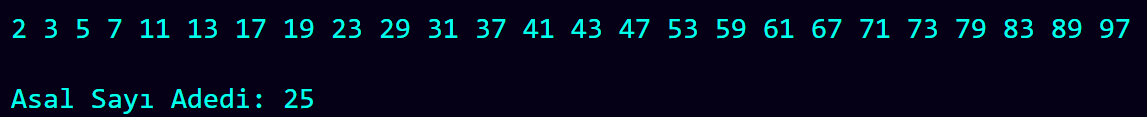 2 3 5 7 11 13 17 19 23 29 31 37 41 43 47 53 59 61 67 71 73 79 83 89 97
Asal Sayı Adedi: 25